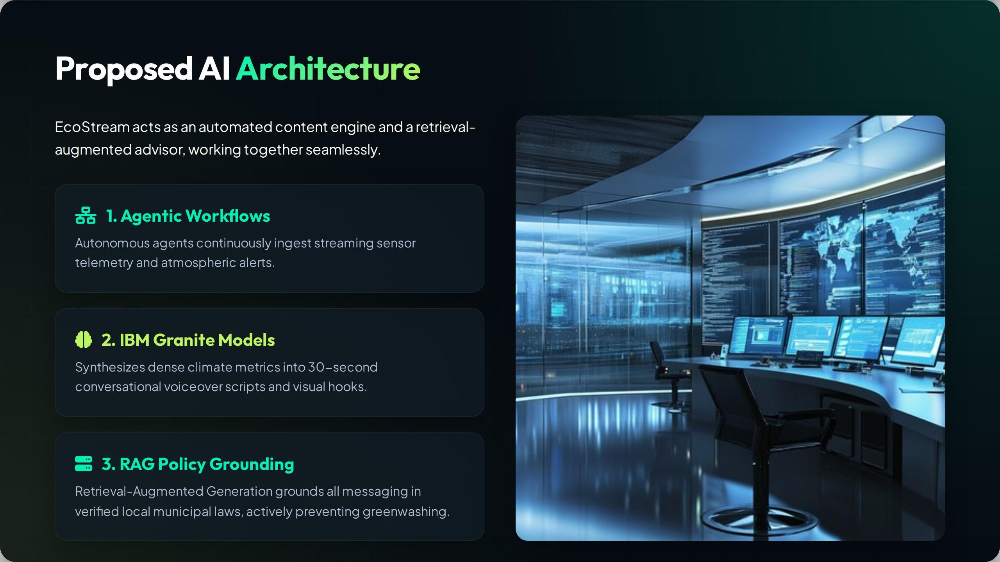 Proposed AI Architecture
EcoStream acts as an automated content engine and a retrieval-
augmented advisor, working together seamlessly.
1. Agentic Workflows
Autonomous agents continuously ingest streaming sensor
telemetry and atmospheric alerts.
2. IBM Granite Models
Synthesizes dense climate metrics into 30-second
conversational voiceover scripts and visual hooks.
3. RAG Policy Grounding
Retrieval-Augmented Generation grounds all messaging in
verified local municipal laws, actively preventing greenwashing.